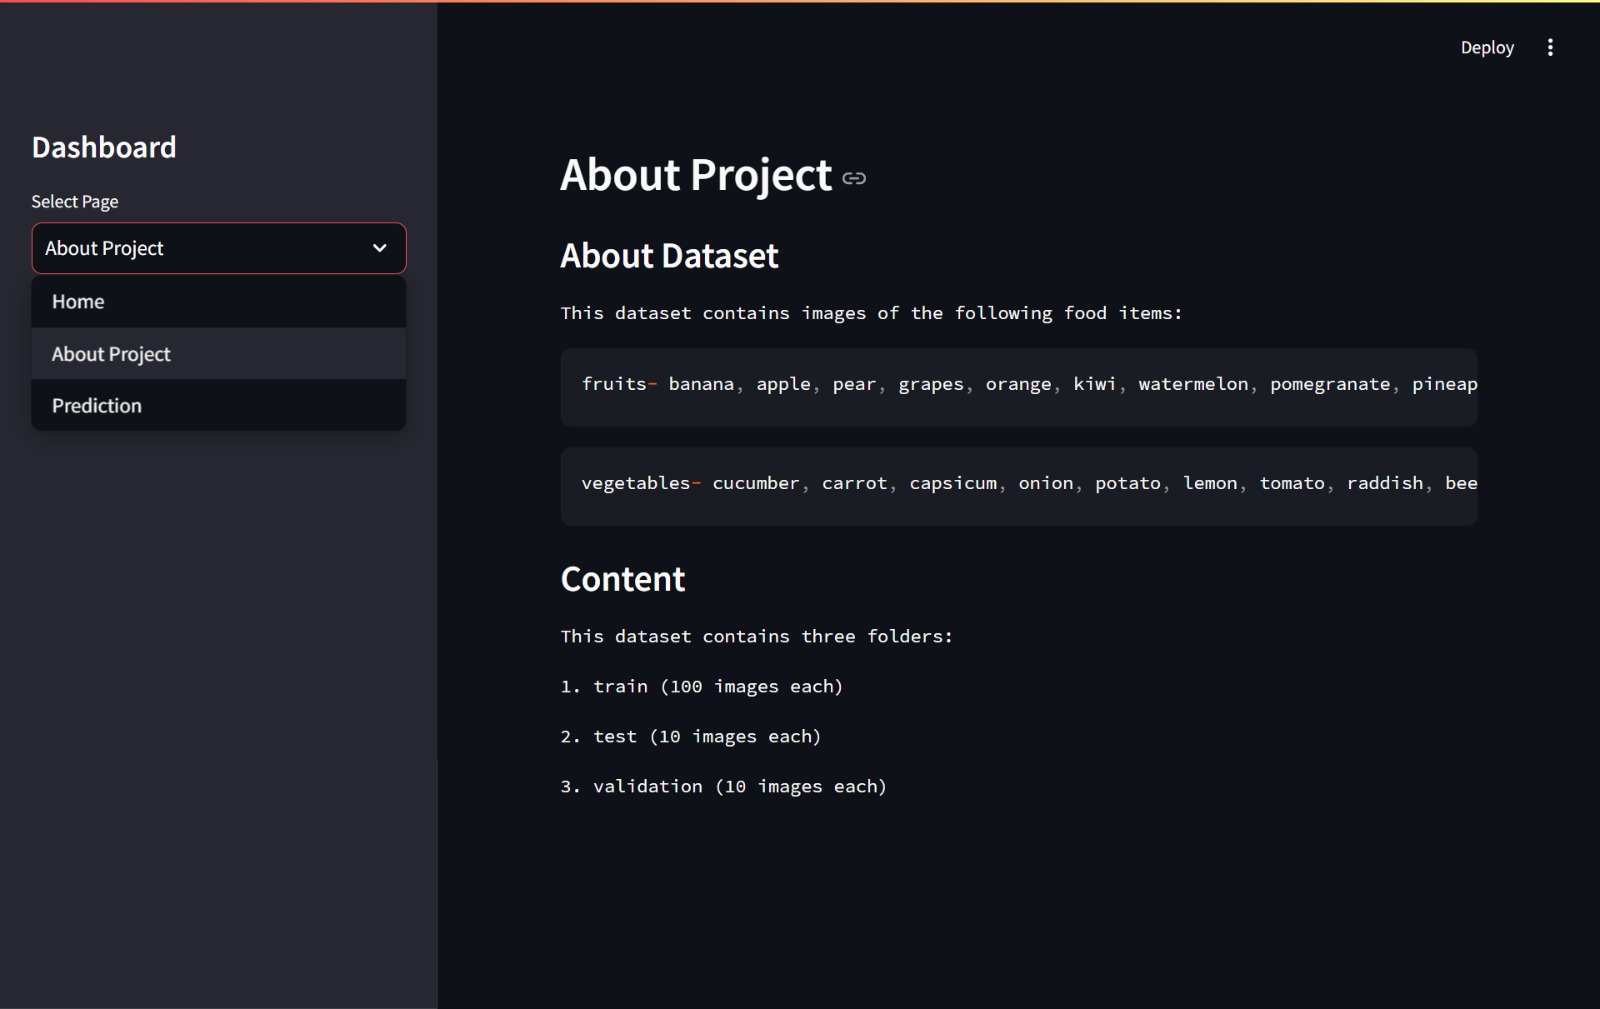 Deploy
Dashboard
Select Page
About Project
Home
About Project
Prediction
About Project
About Dataset
This dataset contains images of the following food items:
fruits- banana, apple, pear, grapes, orange, kiwi, watermelon, pomegranate, pineap
vegetables- cucumber, carrot, capsicum, onion, potato, lemon, tomato, raddish, bee
Content
This dataset contains three folders:
1. train (100 images each)
2. test (10 images each)
3. validation (10 images each)